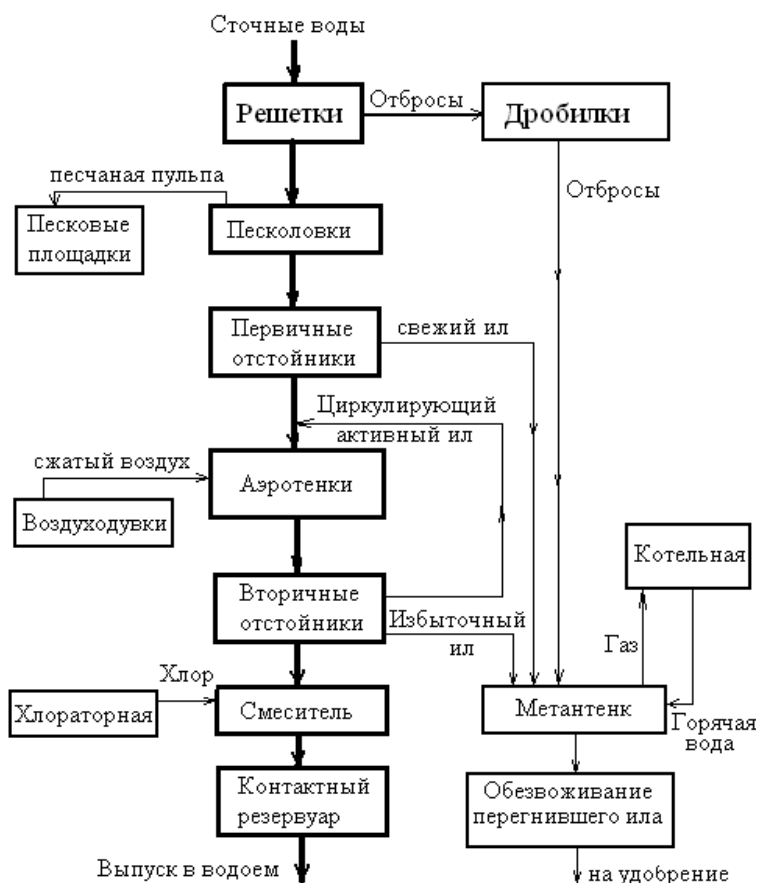 Сточные воды
Решетки
Отбросы
Дробилки
песчаная пульпа
Отбросы
Песковые
площадки
Песколовки
Первичные
отстойники
свежий ил
Циркулирующий
активный ил
сжатый воздух
Аэротенки
Воздуходувки
Котельная
Вторичные
отстойники
Избыточный
ил
Газ
Хлор
Хлораторная
Смеситель
Метантенк
Горячая
вода
Контактный
резервуар
Обезвоживание
перегнившего ила
Выпуск в водоем
на удобрение